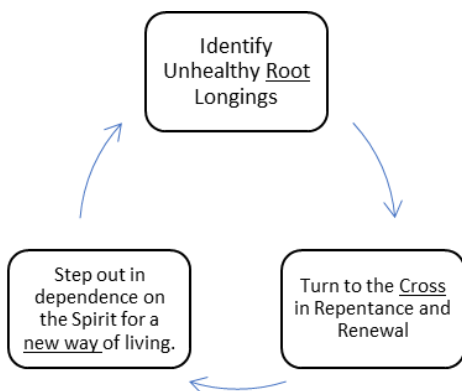 Identify
Unhealthy Root
Longings
Turn to the Cross
in Repentance and
Renewal
Step out in
dependence on
the Spirit for a
new way of living.